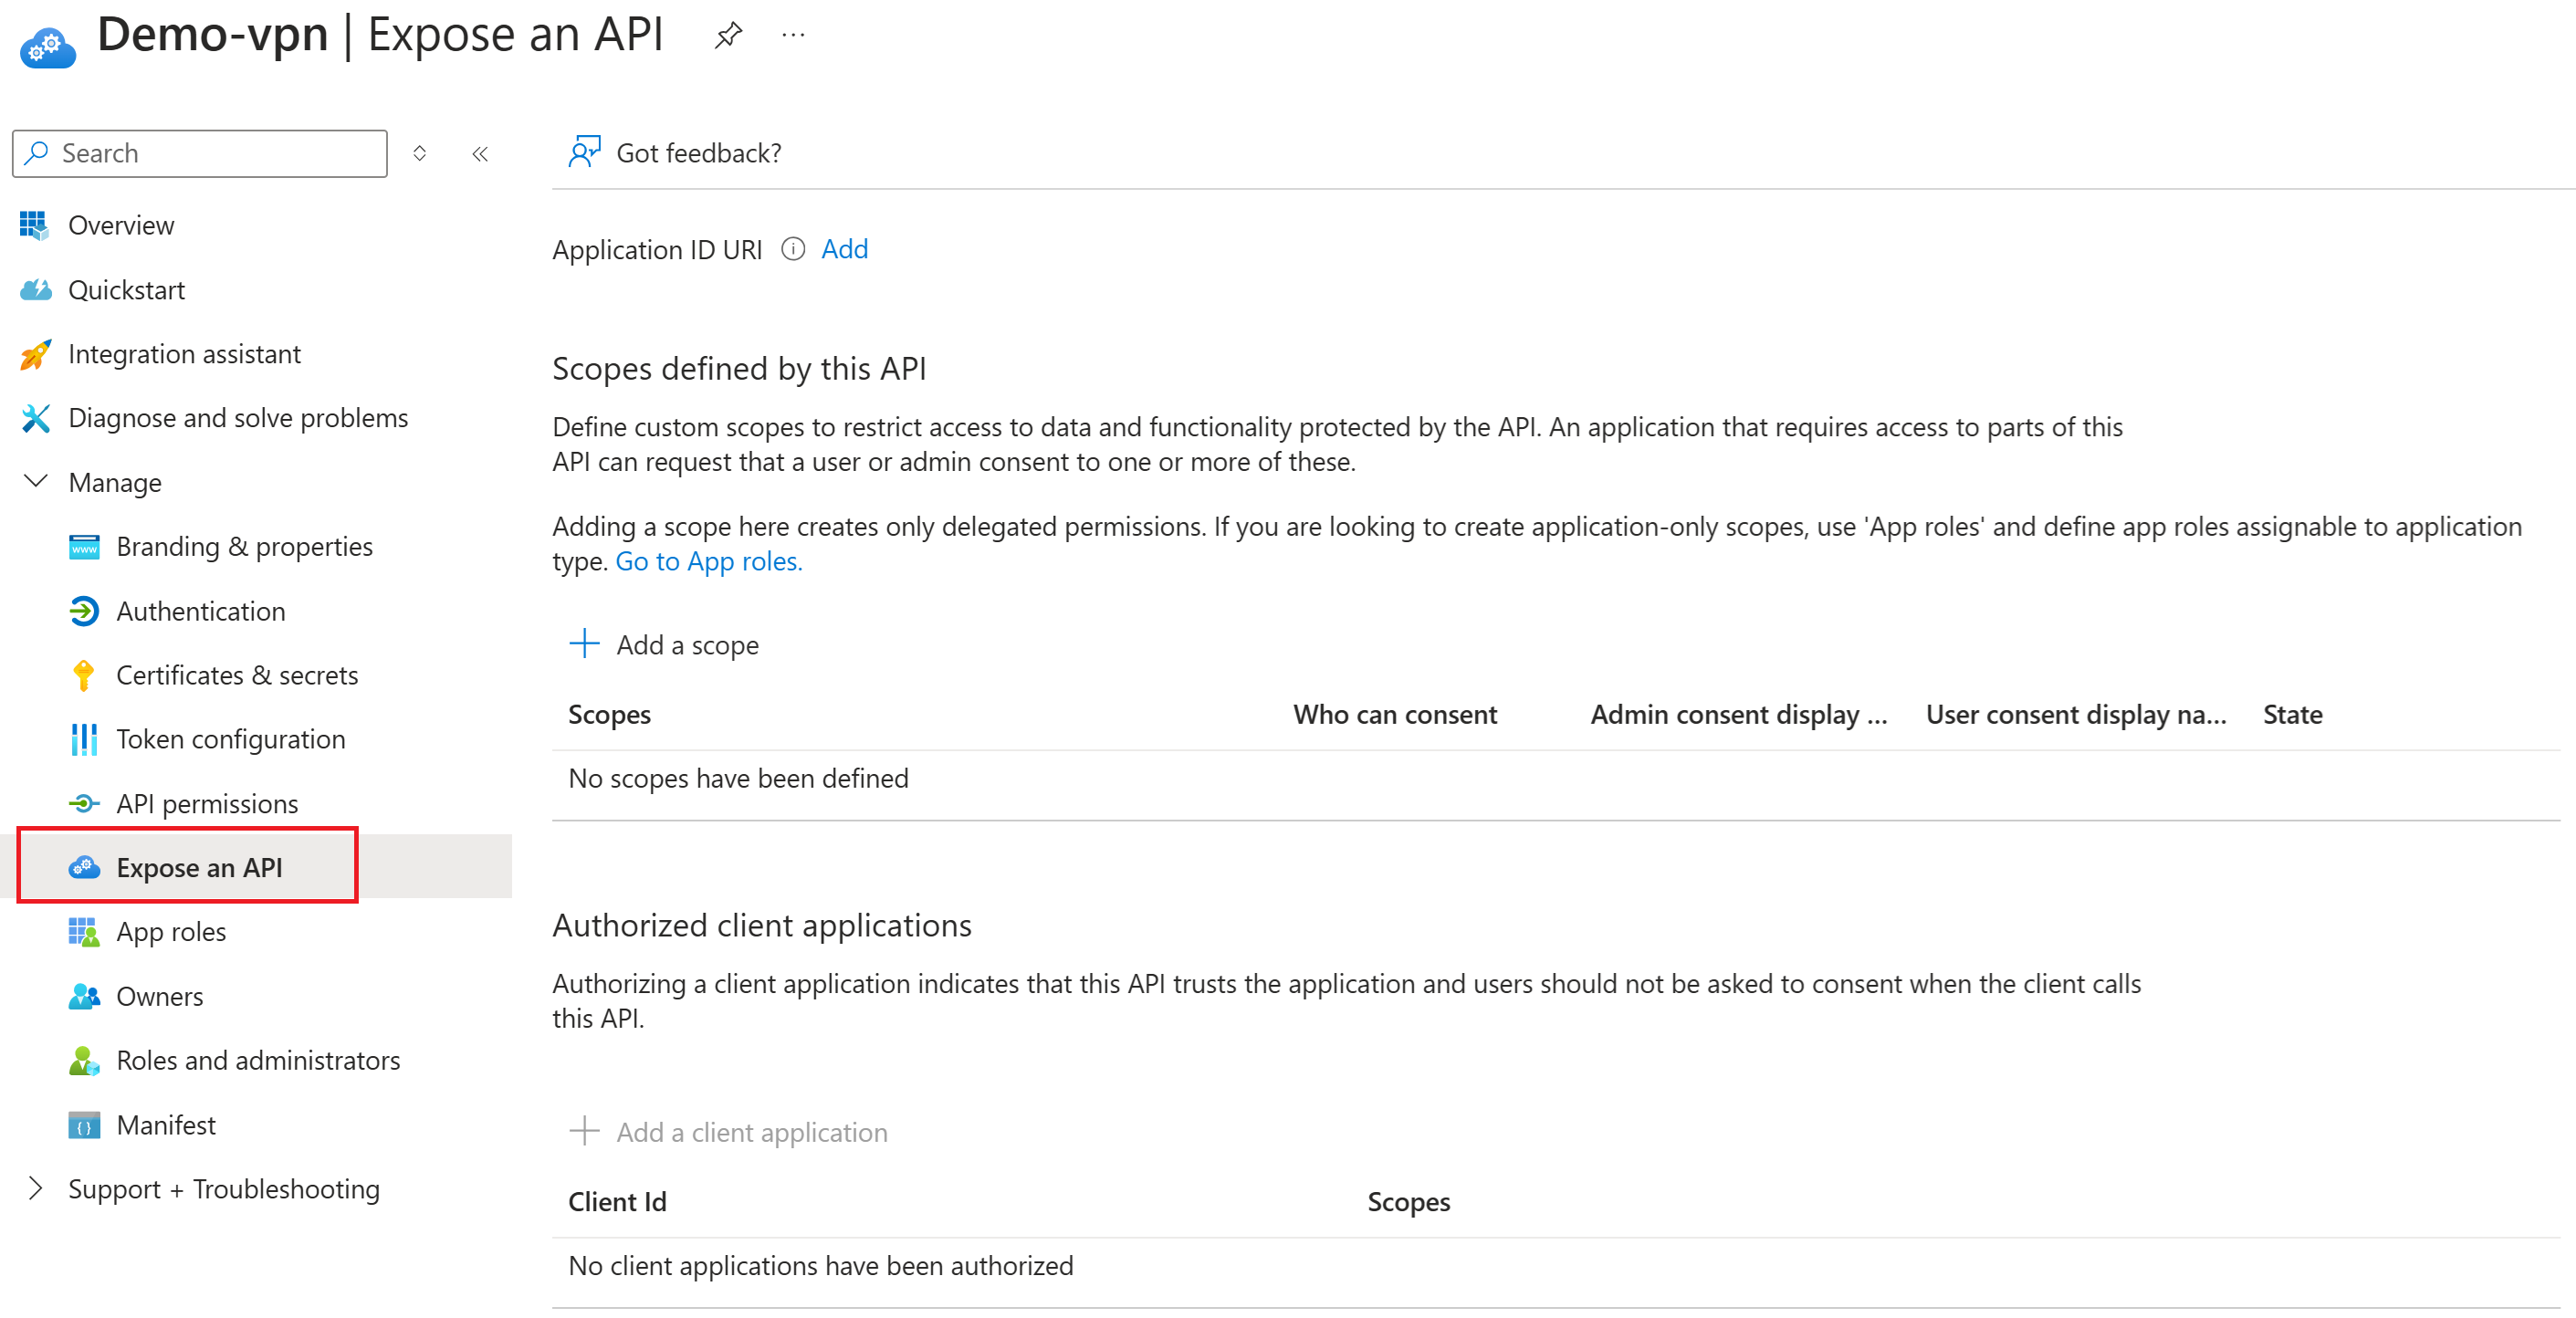 Demo-vpn | Expose an API
Search
Got feedback?
Overview
Quickstart
Integration assistant
Diagnose and solve problems
Manage
Branding & properties
Authentication
Certificates & secrets
Token configuration
API permissions
Expose an API
App roles
Owners
Roles and administrators
Manifest
Support + Troubleshooting
Application ID URI Add
Scopes defined by this API
Define custom scopes to restrict access to data and functionality protected by the API. An application that requires access to parts of this
API can request that a user or admin consent to one or more of these.
Adding a scope here creates only delegated permissions. If you are looking to create application-only scopes, use 'App roles' and define app roles assignable to application
type. Go to App roles.
Add a scope
Scopes Who can consent Admin consent display ... User consent display na... State
No scopes have been defined
Authorized client applications
Authorizing a client application indicates that this API trusts the application and users should not be asked to consent when the client calls
this API.
Add a client application
Client Id Scopes
No client applications have been authorized